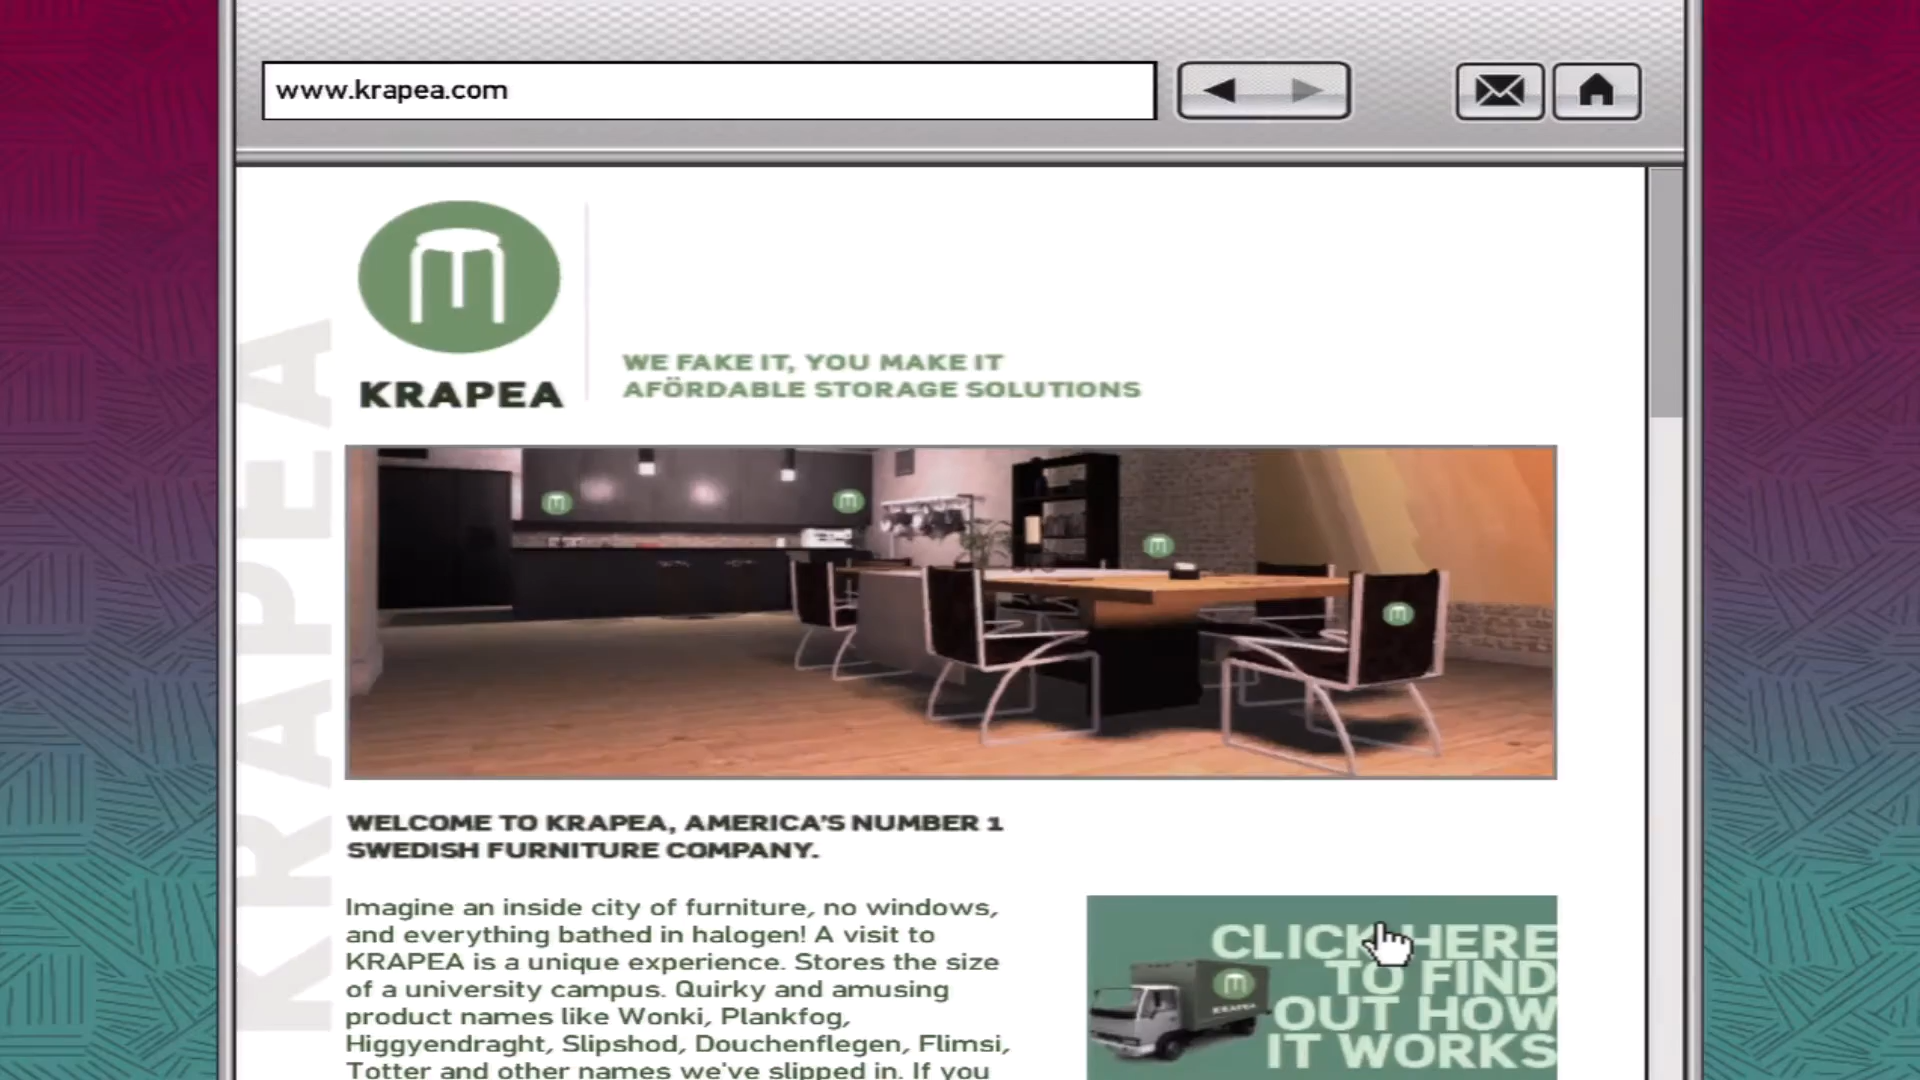 www.krapea.com
KRAPEA
KRAPEA
WE FAKE IT, YOU MAKE IT
AFÖRDABLE STORAGE SOLUTIONS
WELCOME TO KRAPEA, AMERICA'S NUMBER 1
SWEDISH FURNITURE COMPANY.
Imagine an inside city of furniture, no windows,
and everything bathed in halogen! A visit to
KRAPEA is a unique experience. Stores the size
of a university campus. Quirky and amusing
product names like Wonki, Plankfog,
Higgyendraght, Slipshod, Douchenflegen, Flimsi,
Totter and other names we've slipped in. If you
CLICK HERE
TO FIND
OUT HOW
IT WORKS
KRAPEA